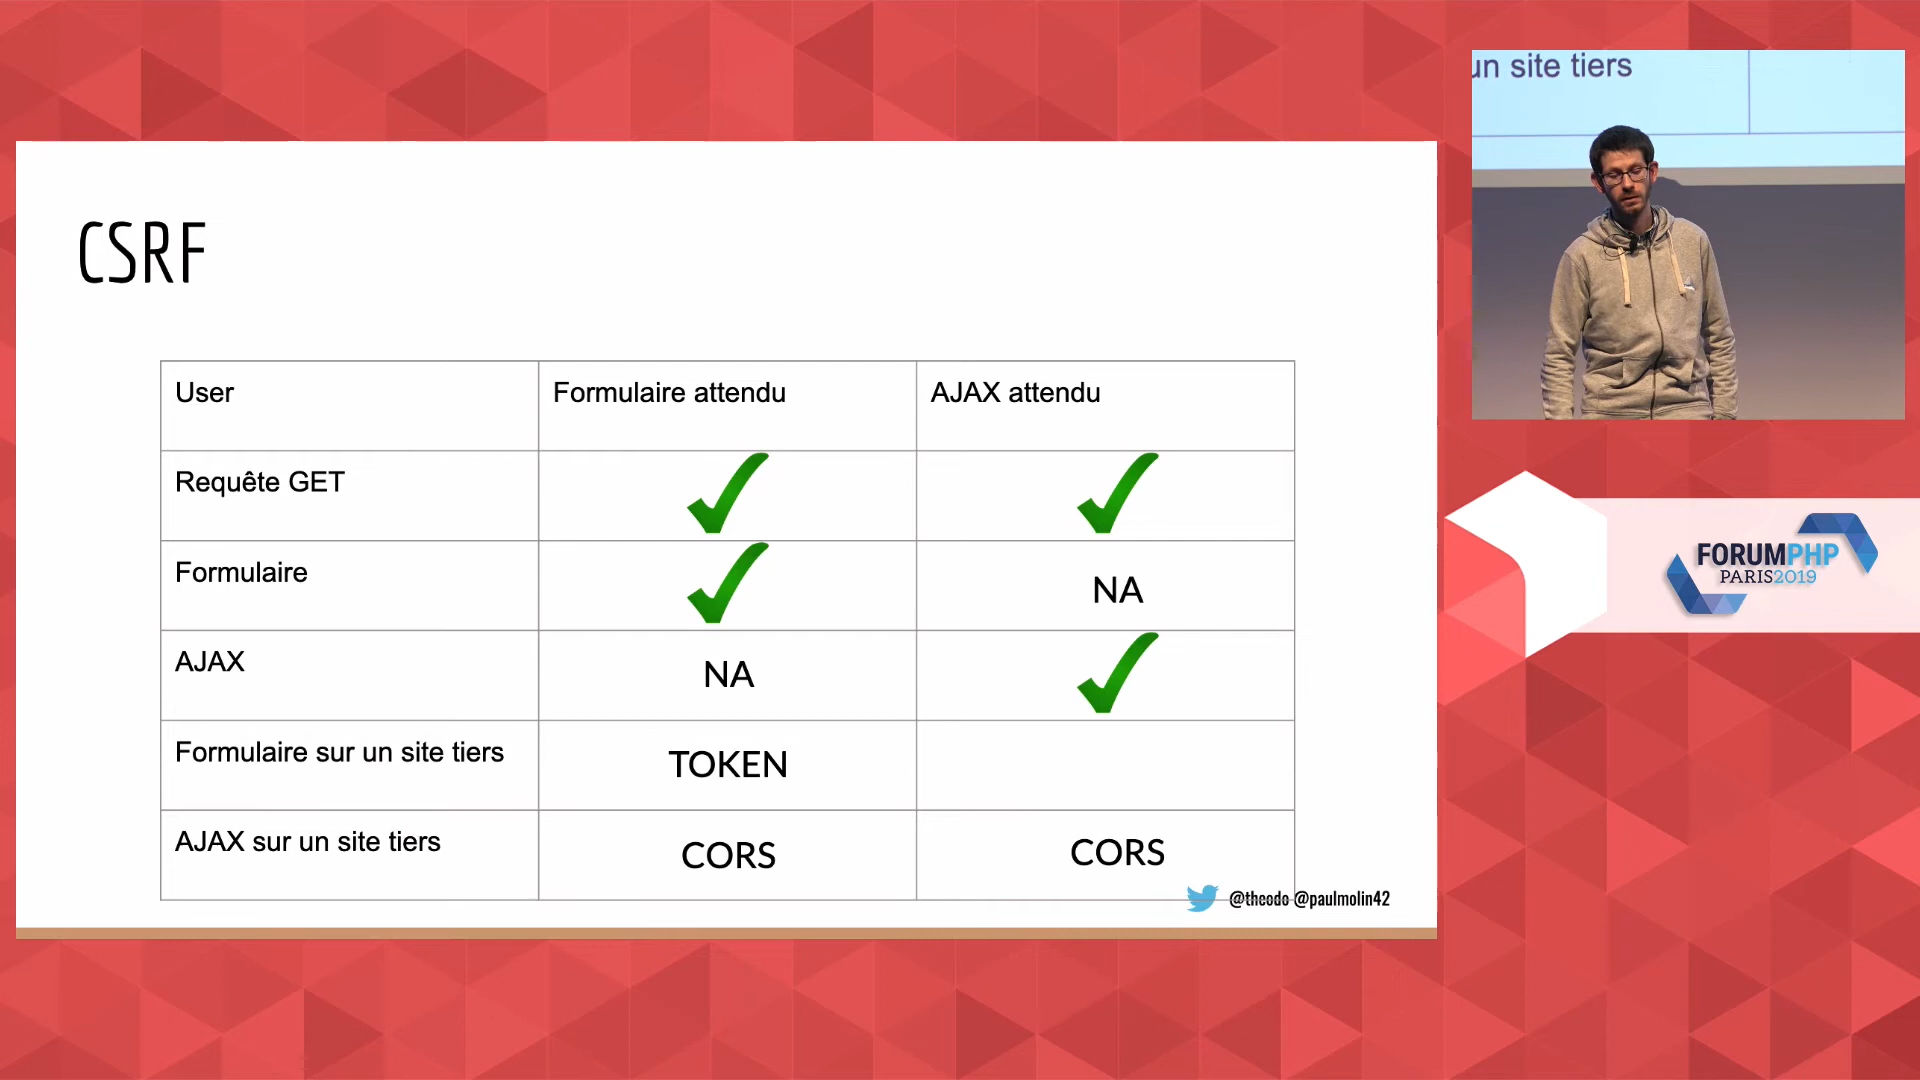 un site tiers
CSRF
User
Formulaire attendu
AJAX attendu
Requête GET
Formulaire
NA
AJAX
NA
Formulaire sur un site tiers
TOKEN
AJAX sur un site tiers
CORS
CORS
@theodo @paulmolin42
FORUMPHP
PARIS2019